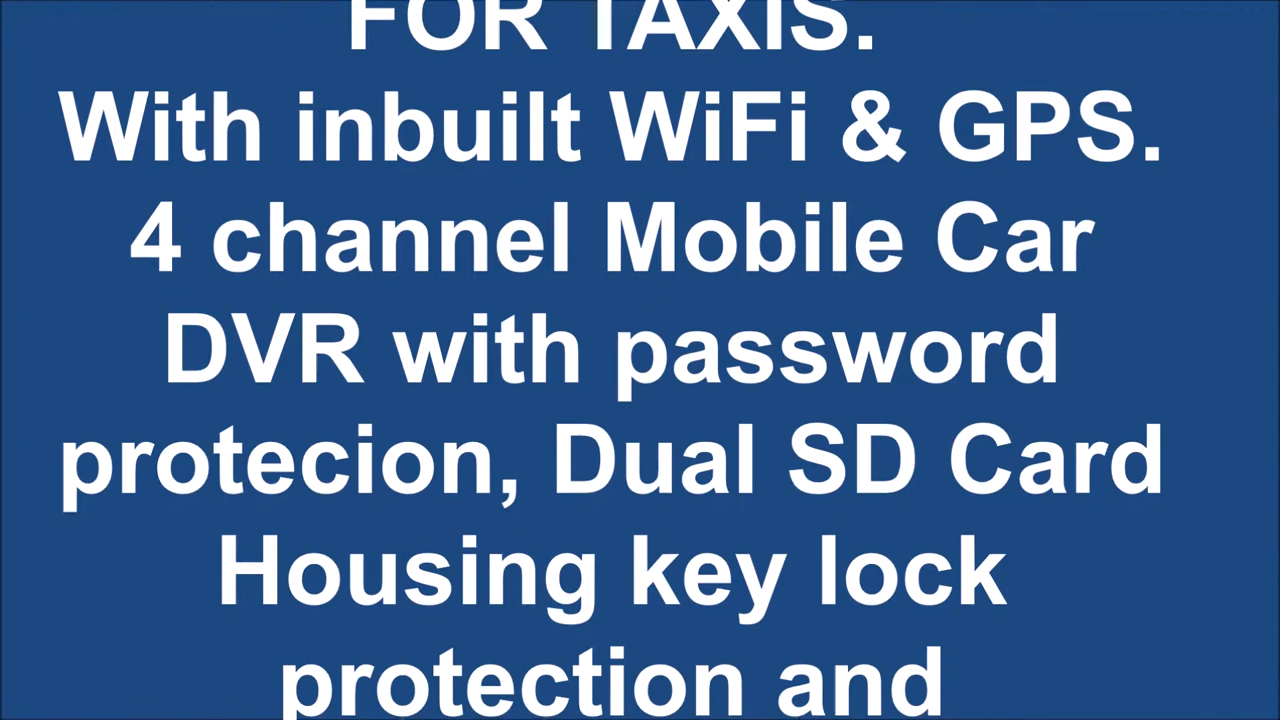 FOR TAXIS.
With inbuilt WiFi & GPS.
4 channel Mobile Car
DVR with password
protecion, Dual SD Card
Housing key lock
protection and